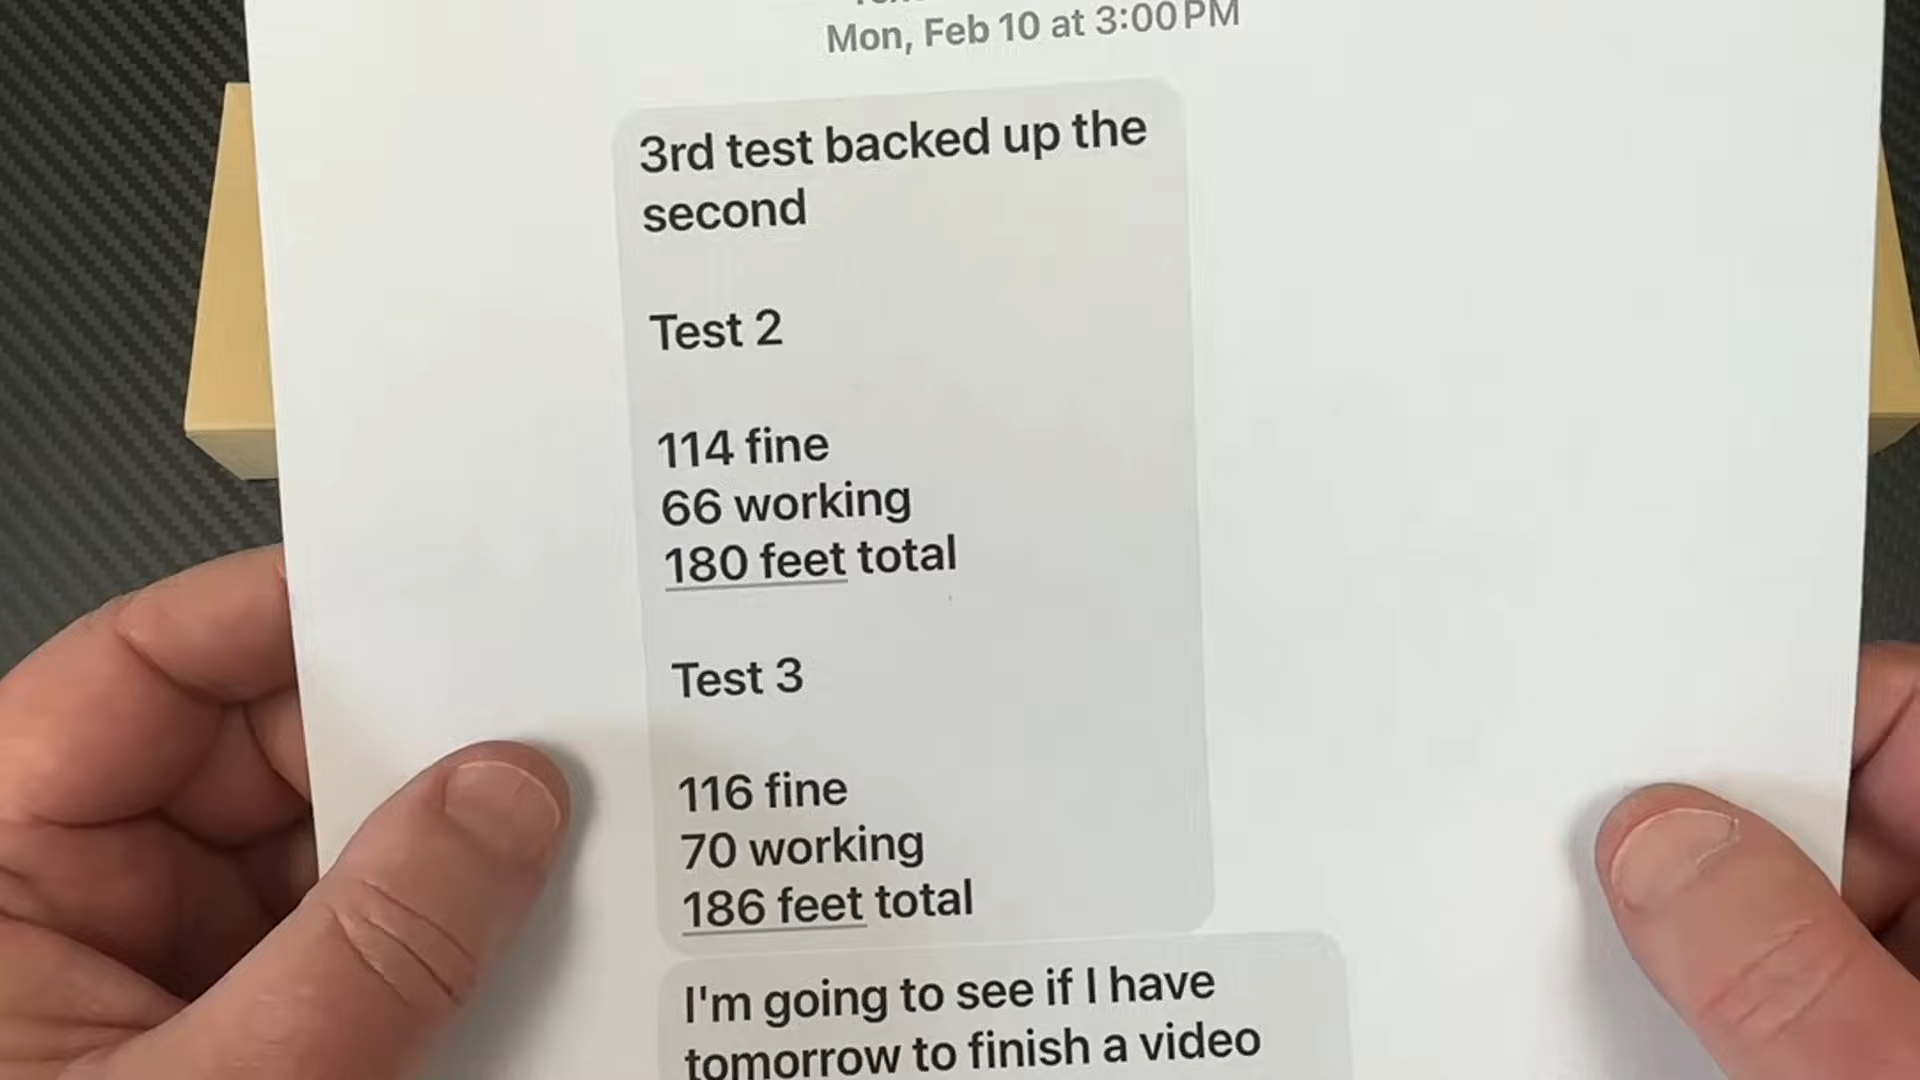 Mon, Feb 10 at 3:00 PM
3rd test backed up the
second
Test 2
114 fine
66 working
180 feet total
Test 3
116 fine
70 working
186 feet total
I'm going to see if I have
tomorrow to finish a video